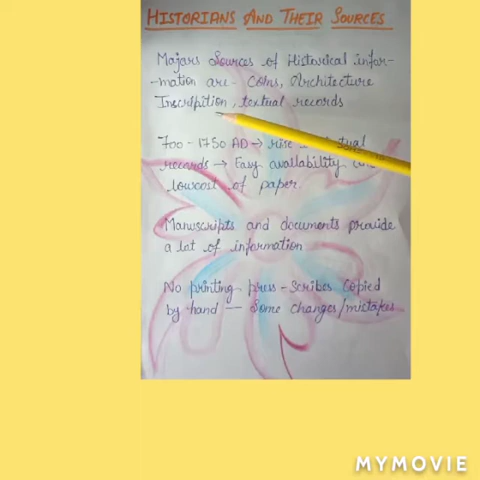 HISTORIANS AND THEIR SOURCES
Majors Sources of Historical infor-
-mation are - Coins, Architecture
Inscripition, textual records
700 - 1750 AD → rise
records → Easy availability
lowcost of paper.
Manuscripts and documents provide
a lat of information
No printing press - Scribes Copied
by hand — Some changes/mistakes
MYMOVIE